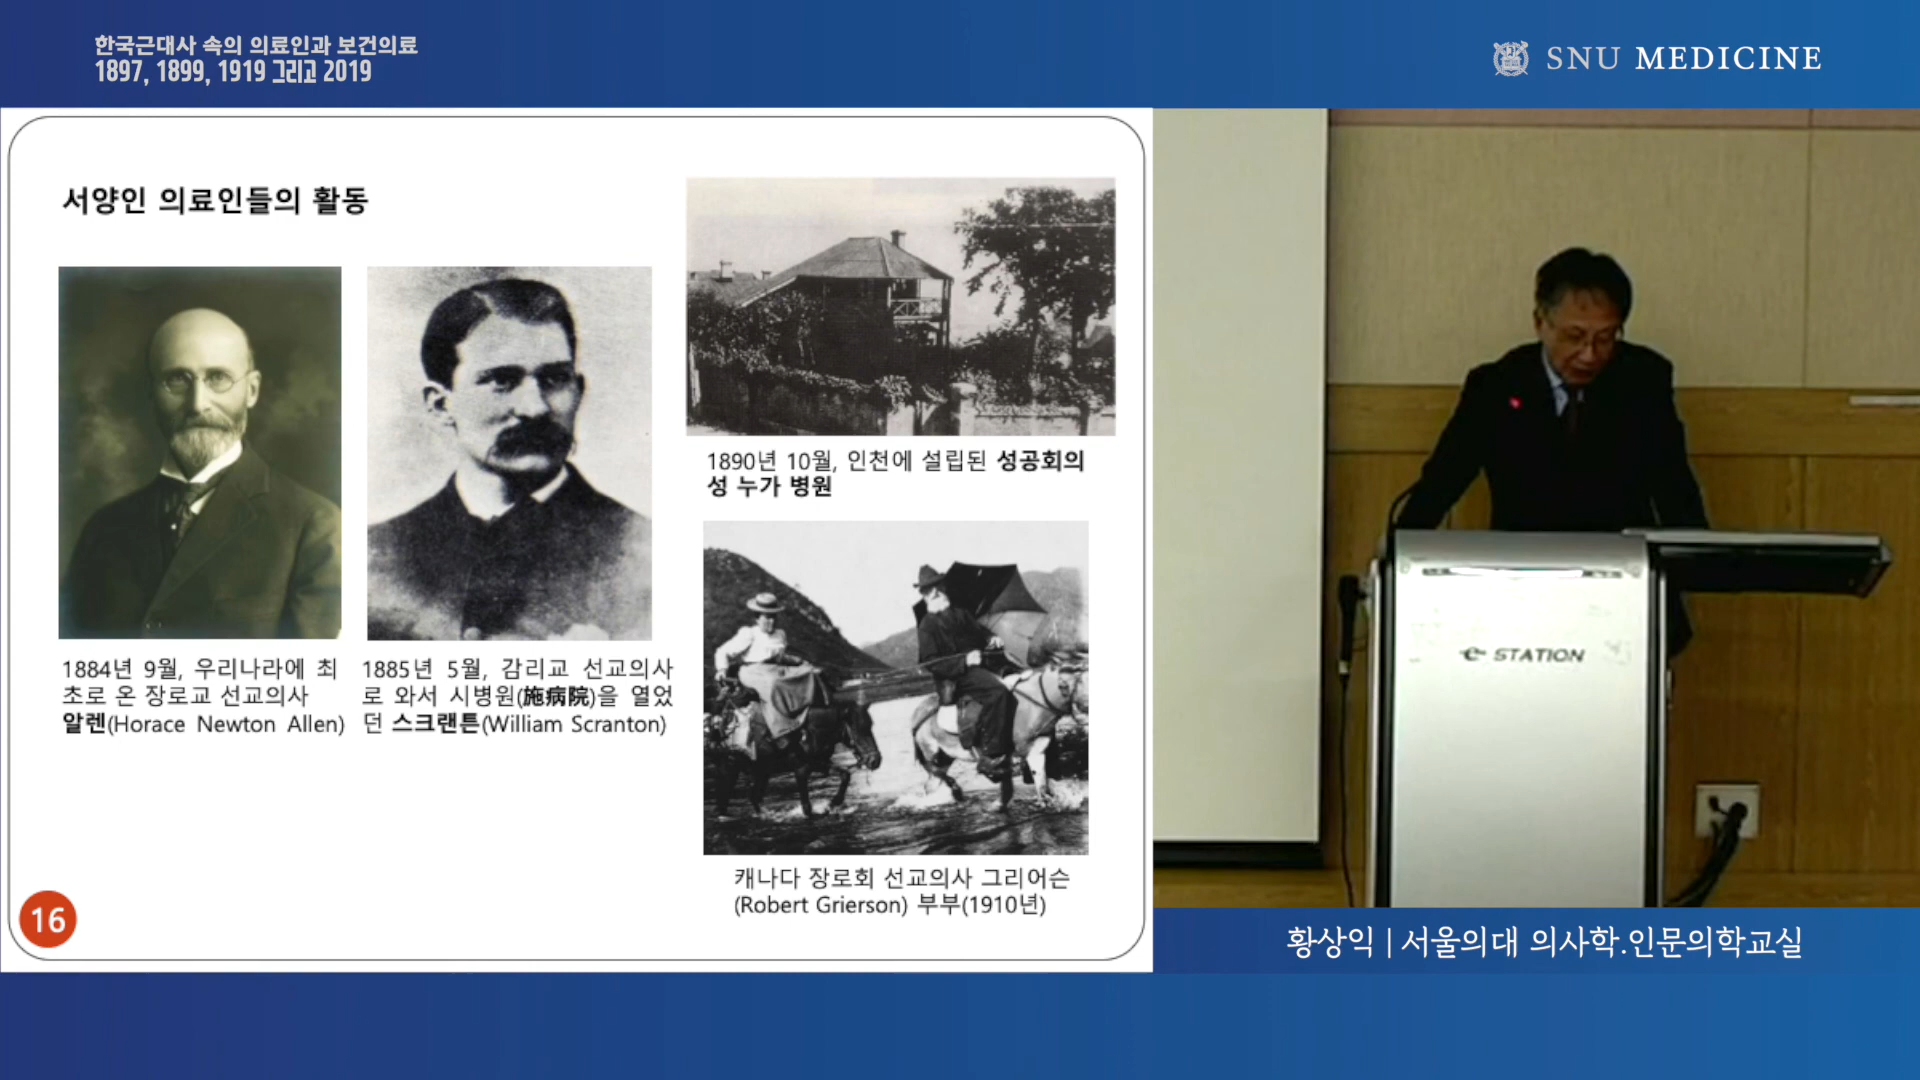 한국근대사 속의 의료인과 보건의료
1897, 1899, 1919 그리고 2019
SNU MEDICINE
서양인 의료인들의 활동
1884년 9월, 우리나라에 최
초로 온 장로교 선교의사
알렌(Horace Newton Allen)
1885년 5월, 감리교 선교의사
로 와서 시병원(施病院)을 열었
던 스크랜튼(William Scranton)
1890년 10월, 인천에 설립된 성공회의
성 누가 병원
캐나다 장로회 선교의사 그리어슨
(Robert Grierson) 부부(1910년)
16
e-STATION
황상익 | 서울의대 의사학.인문의학교실